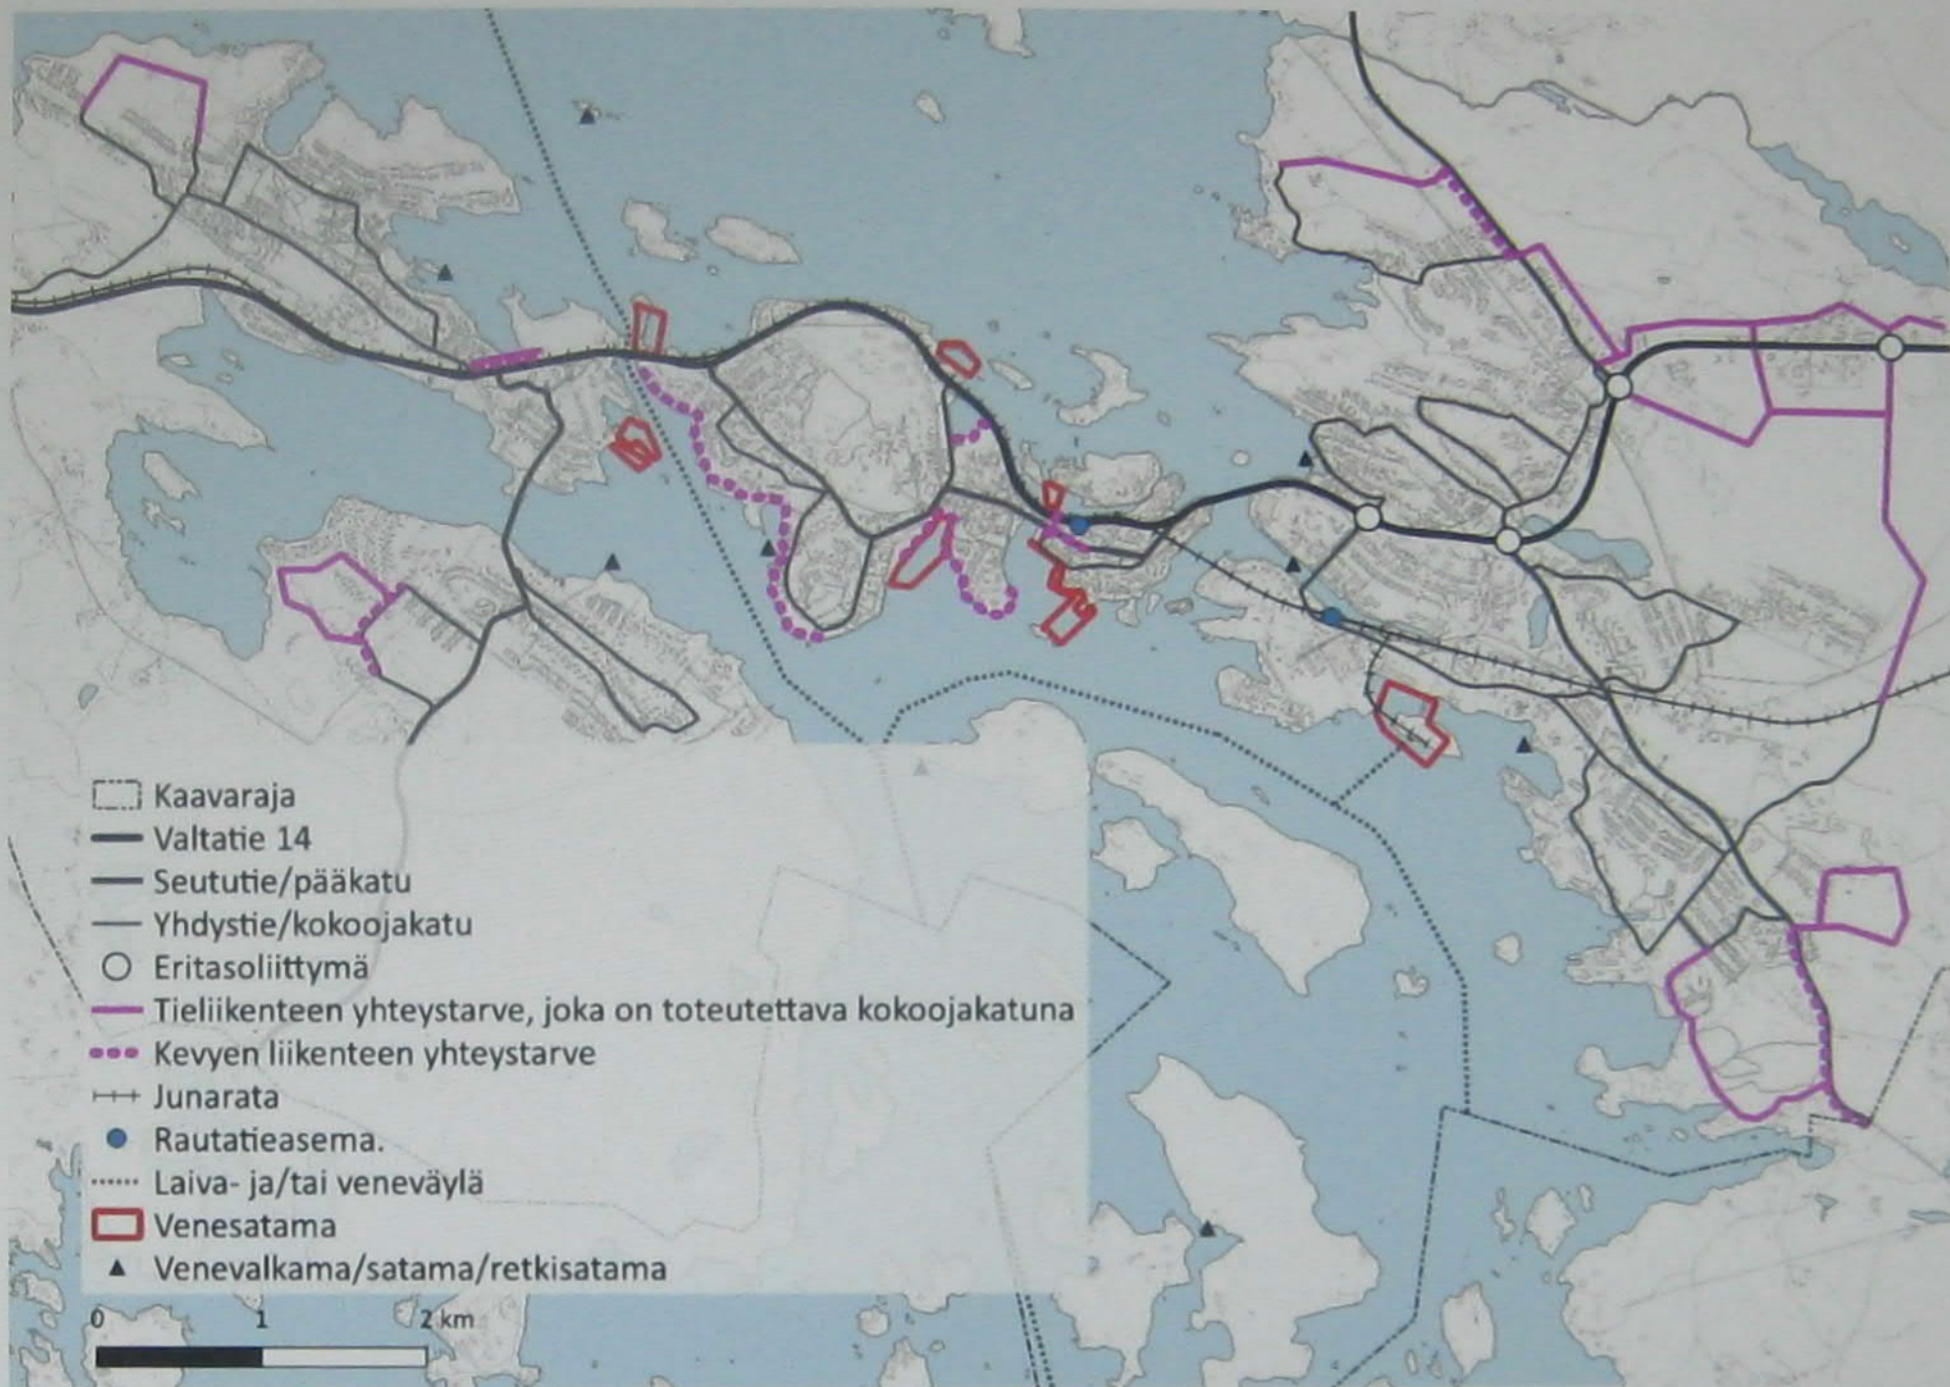 Kaavaraja
Valtatie 14
Seututie/pääkatu
Yhdystie/kokoojakatu
Eritasoliittymä
Tieliikenteen yhteystarve, joka on toteutettava kokoojakatuna
Kevyen liikenteen yhteystarve
Junarata
Rautatieasema.
Laiva- ja/tai veneväylä
Venesatama
Venevalkama/satama/retkisatama
0 1 2 km